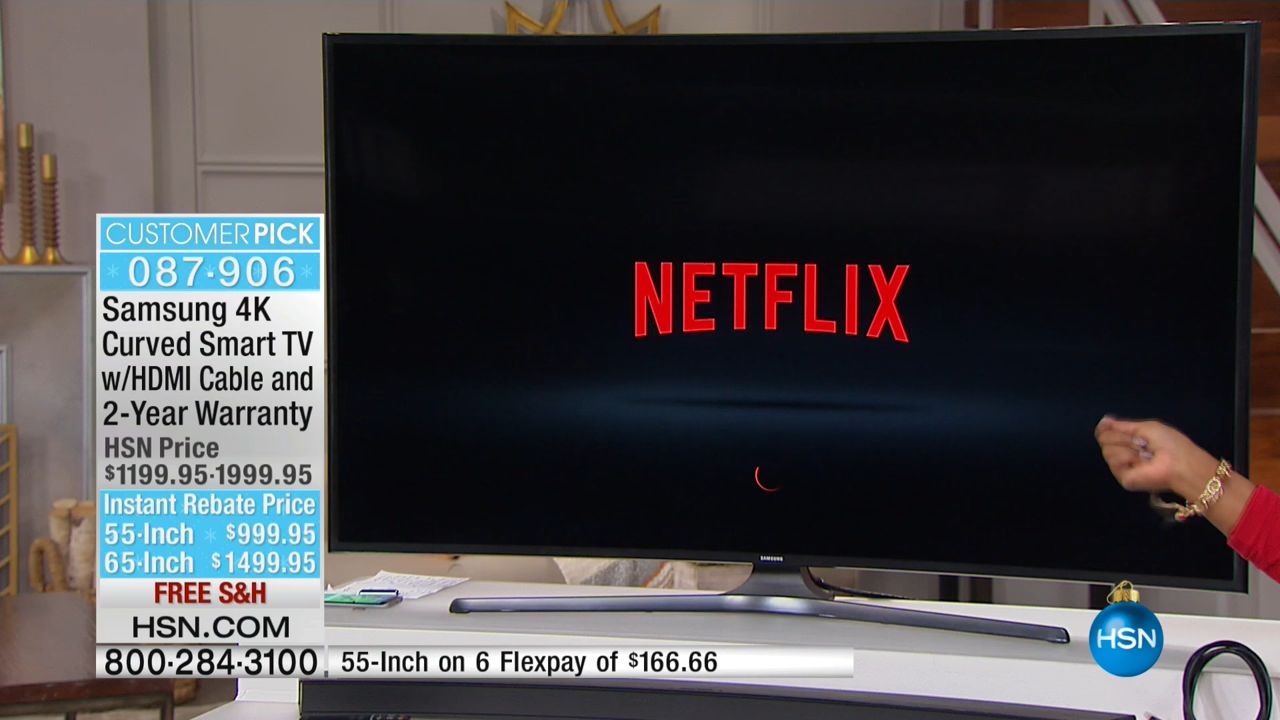 CUSTOMER PICK
087·906
Samsung 4K
Curved Smart TV
w/HDMI Cable and
2-Year Warranty
HSN Price
$1199.95-1999.95
Instant Rebate Price
55-Inch $999.95
65-Inch $1499.95
FREE S&H
HSN.COM
800·284·3100
55-Inch on 6 Flexpay of $166.66
NETFLIX
SAMSUNG
HSN